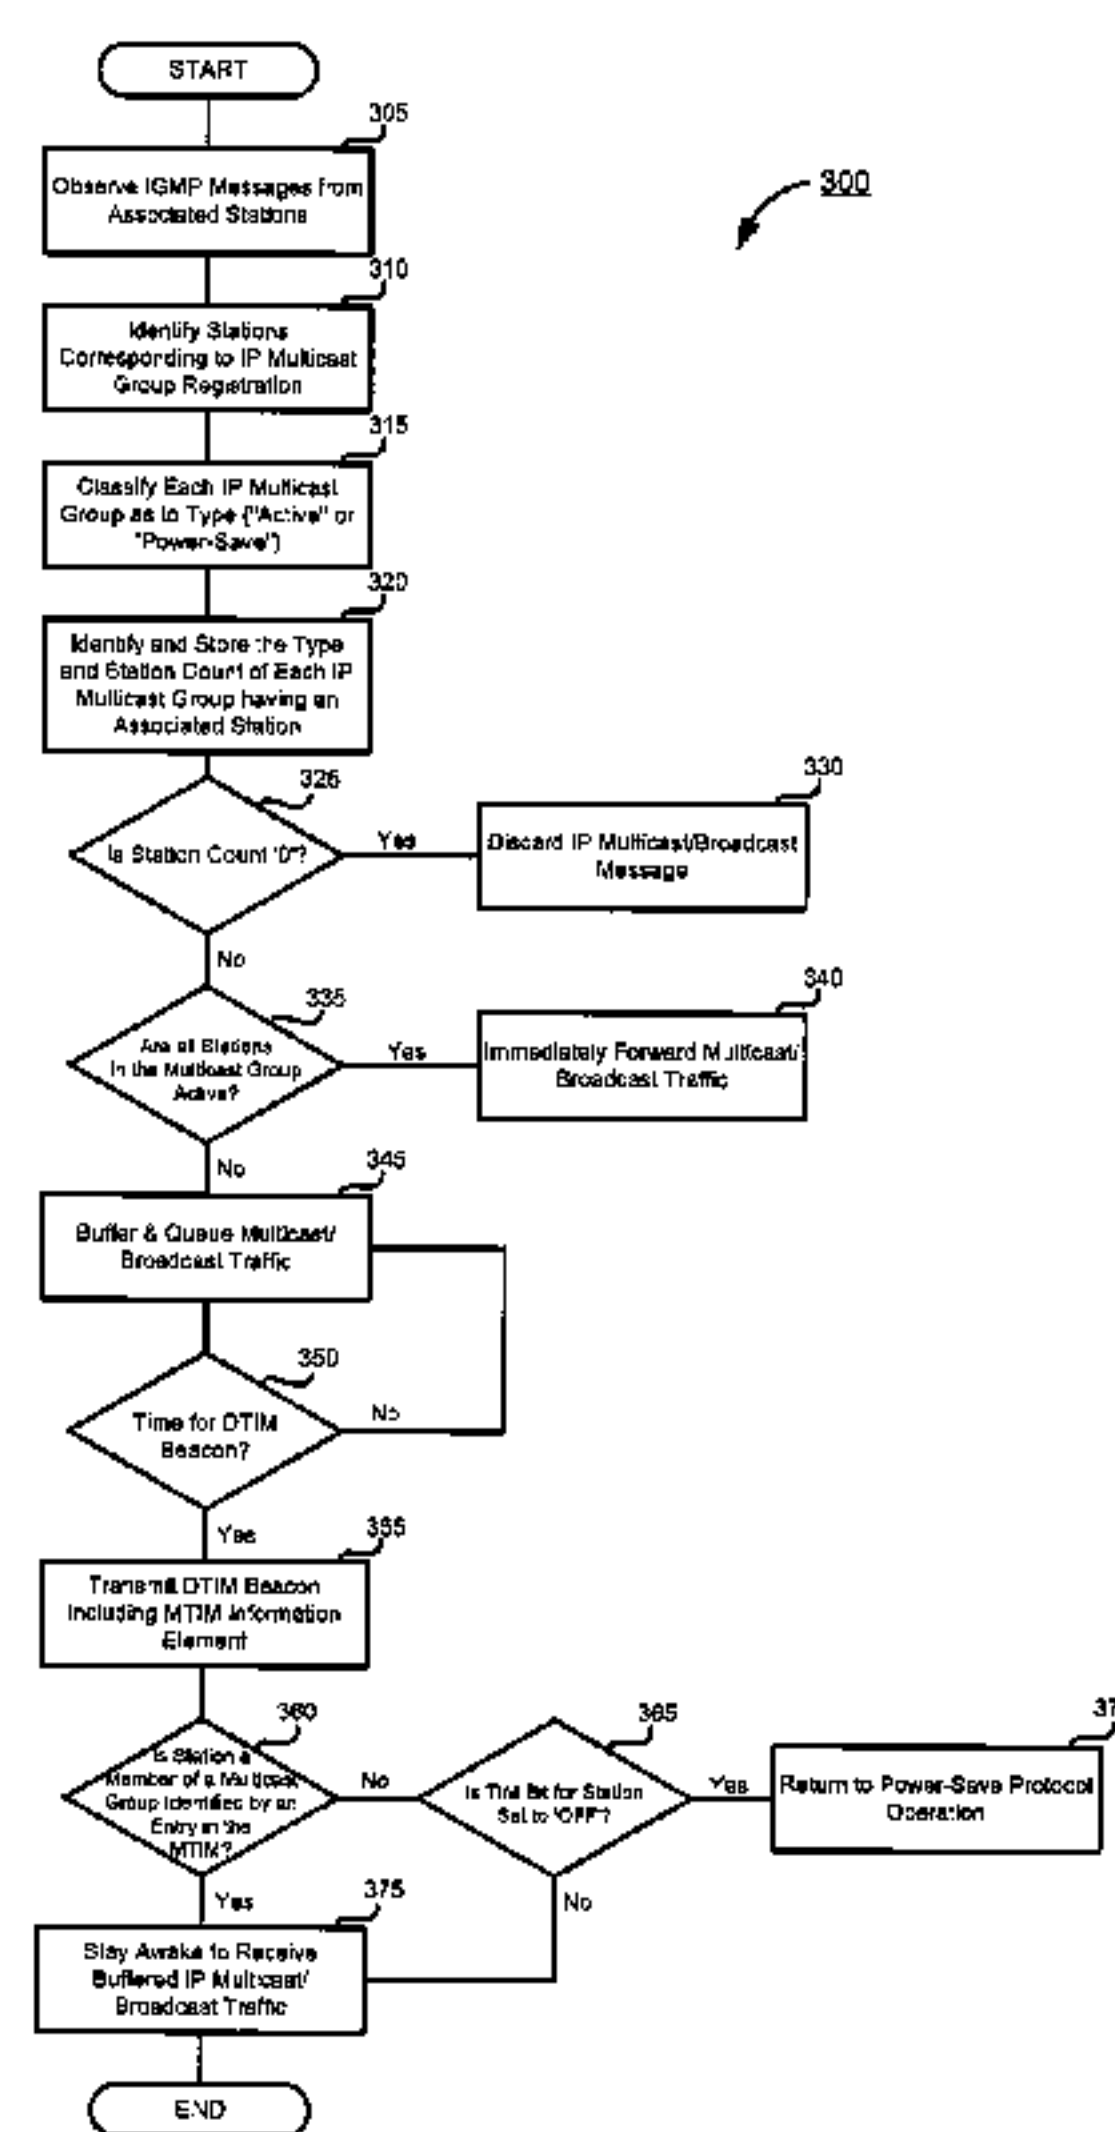 START
305
Observe IGMP Messages from
Associated Stations
300
310
Identify Stations
Corresponding to IP Multicast
Group Registration
315
Classify Each IP Multicast
Group as to Type ("Active" or
"Power-Save")
320
Identify and Store the Type
and Station Count of Each IP
Multicast Group having an
Associated Station
325
Is Station Count "0"?
Yes
330
Discard IP Multicast/Broadcast
Message
No
335
Are all Stations
in the Multicast Group
Active?
Yes
340
Immediately Forward Multicast/
Broadcast Traffic
No
345
Buffer & Queue Multicast/
Broadcast Traffic
350
Time for DTIM
Beacon?
No
Yes
355
Transmit DTIM Beacon
Including MTIM Information
Element
360
Is Station a
Member of a Multicast
Group Identified by an
Entry in the
MTIM?
No
365
Is TIM Bit for Station
Set to "OFF"?
Yes
37
Return to Power-Save Protocol
Operation
Yes
No
375
Stay Awake to Receive
Buffered IP Multicast/
Broadcast Traffic
END